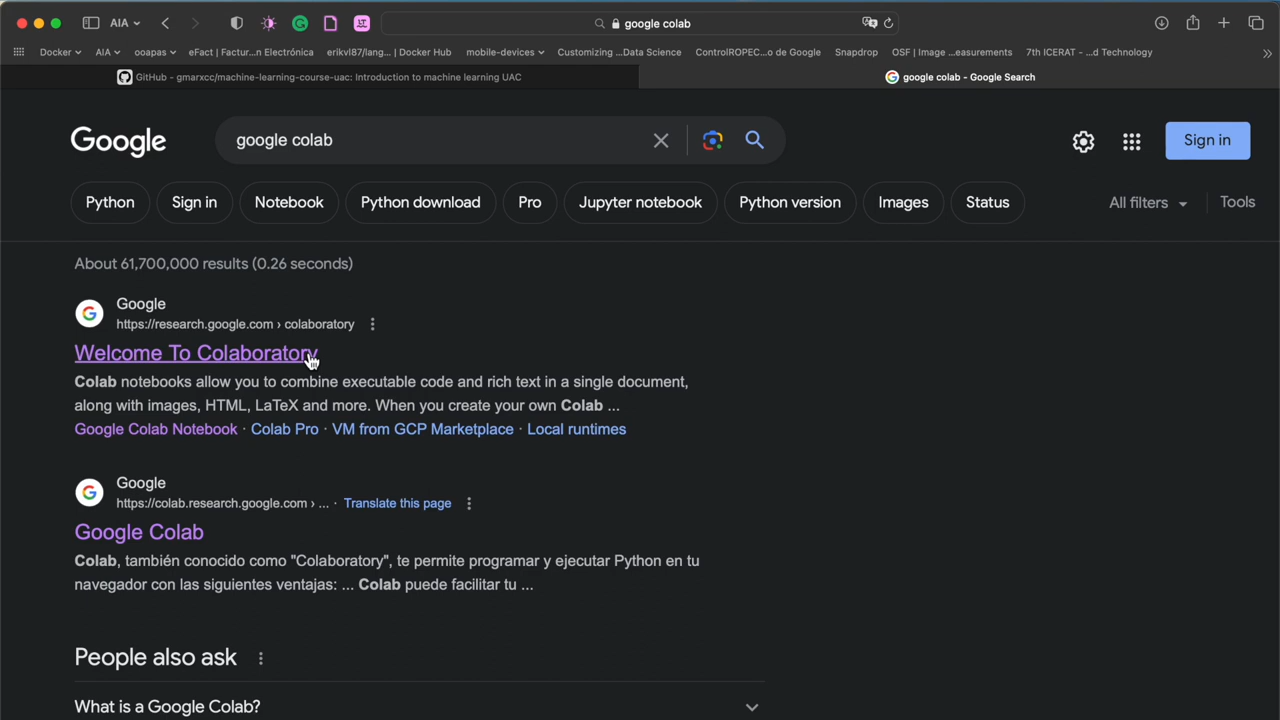 AIA
google colab
Docker AIA ooapas eFact | Factur...n Electrónica erikvl87/lang... | Docker Hub mobile-devices Customizing ...Data Science ControlROPEC...o de Google Snapdrop OSF | Image ...easurements 7th ICERAT - ...d Technology
GitHub - gmarxcc/machine-learning-course-uac: Introduction to machine learning UAC
google colab - Google Search
Google
google colab
Sign in
Python Sign in Notebook Python download Pro Jupyter notebook Python version Images Status All filters Tools
About 61,700,000 results (0.26 seconds)
Google
https://research.google.com › colaboratory
Welcome To Colaboratory
Colab notebooks allow you to combine executable code and rich text in a single document,
along with images, HTML, LaTeX and more. When you create your own Colab ...
Google Colab Notebook · Colab Pro · VM from GCP Marketplace · Local runtimes
Google
https://colab.research.google.com › ... · Translate this page
Google Colab
Colab, también conocido como "Colaboratory", te permite programar y ejecutar Python en tu
navegador con las siguientes ventajas: ... Colab puede facilitar tu ...
People also ask
What is a Google Colab?